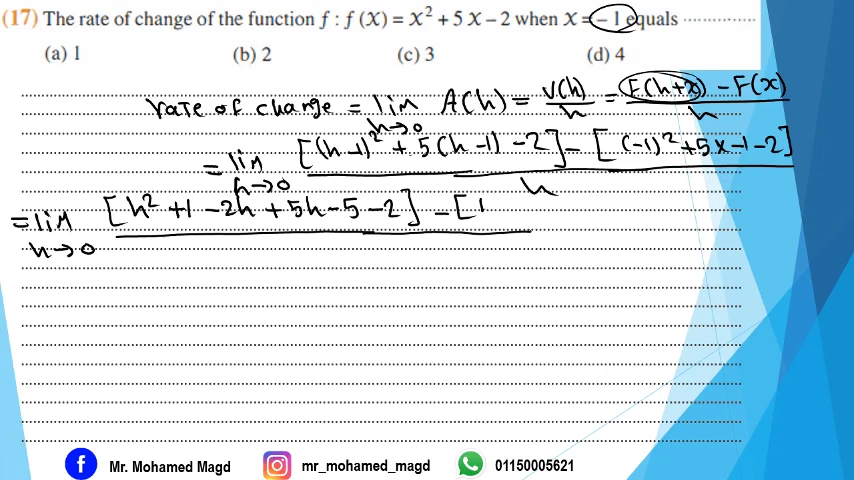 (17) The rate of change of the function f : f (X) = X² + 5 X – 2 when X = – 1 equals ················
(a) 1 (b) 2 (c) 3 (d) 4
rate of change = lim h→0 A(h) = V(h)/h = F(h+x) - F(x) / h
= lim h→0 [(h-1)² + 5(h-1) - 2] - [(-1)² + 5x-1-2] / h
= lim h→0 [h² + 1 - 2h + 5h - 5 - 2] - [1
Mr. Mohamed Magd mr_mohamed_magd 01150005621